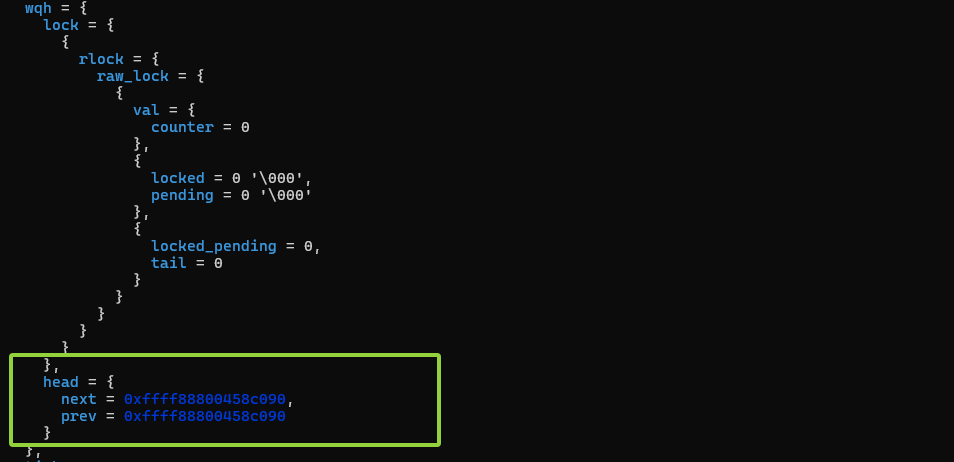 wqh = {
lock = {
{
rlock = {
raw_lock = {
{
val = {
counter = 0
},
{
locked = 0 '\000',
pending = 0 '\000'
},
{
locked_pending = 0,
tail = 0
}
}
}
}
}
},
head = {
next = 0xffff88800458c090,
prev = 0xffff88800458c090
}
},